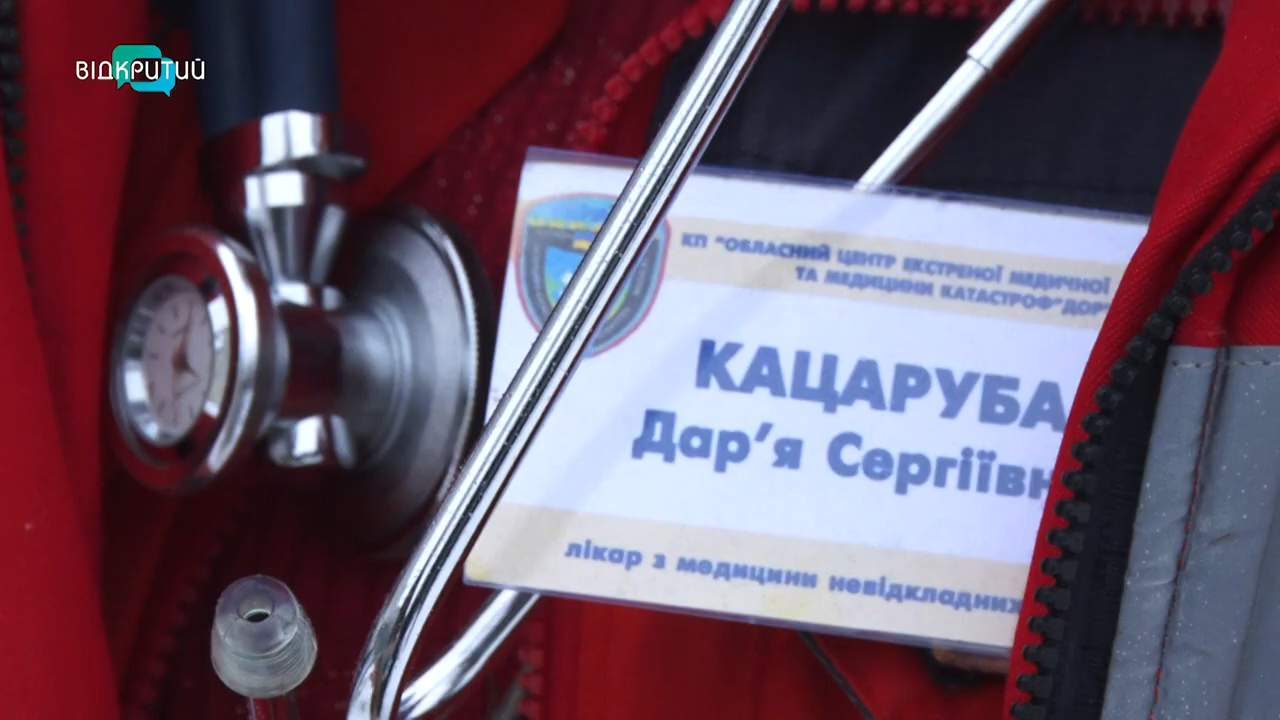 ВІДКРИТИЙ
КП "ОБЛАСНИЙ ЦЕНТР ЕКСТРЕНОЇ МЕДИЧНОЇ
ТА МЕДИЦИНИ КАТАСТРОФ"ДОР"
КАЦАРУБА
Дар’я Сергіївн
лікар з медицини невідкладних